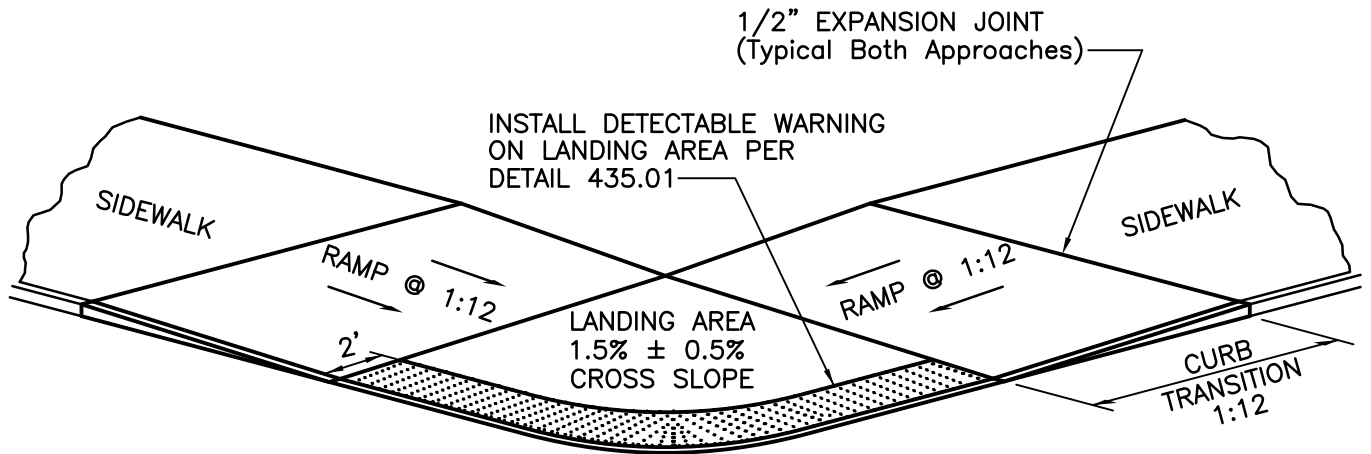 1/2" EXPANSION JOINT
(Typical Both Approaches)
INSTALL DETECTABLE WARNING
ON LANDING AREA PER
DETAIL 435.01
SIDEWALK
SIDEWALK
RAMP @ 1:12
RAMP @ 1:12
2'
LANDING AREA
1.5% ± 0.5%
CROSS SLOPE
CURB
TRANSITION
1:12